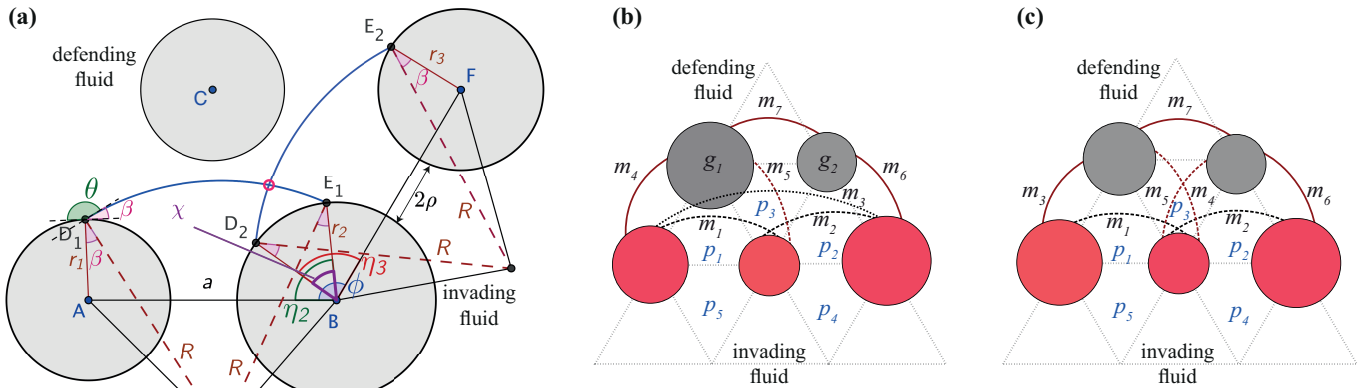 (a)
defending
fluid
C
E₂
r₃
β
F
θ
β
D₁
r₁
β
χ
E₁
D₂
r₂
R
2ρ
R
a
η₂
η₃
ϕ
A
B
R
R
invading
fluid
(b)
defending
fluid
m₇
g₁
g₂
m₄
m₅
m₃
m₆
p₃
m₁
m₂
p₁
p₂
p₅
p₄
invading
fluid
(c)
defending
fluid
m₇
m₃
m₅
m₄
m₆
p₃
m₁
m₂
p₁
p₂
p₅
p₄
invading
fluid